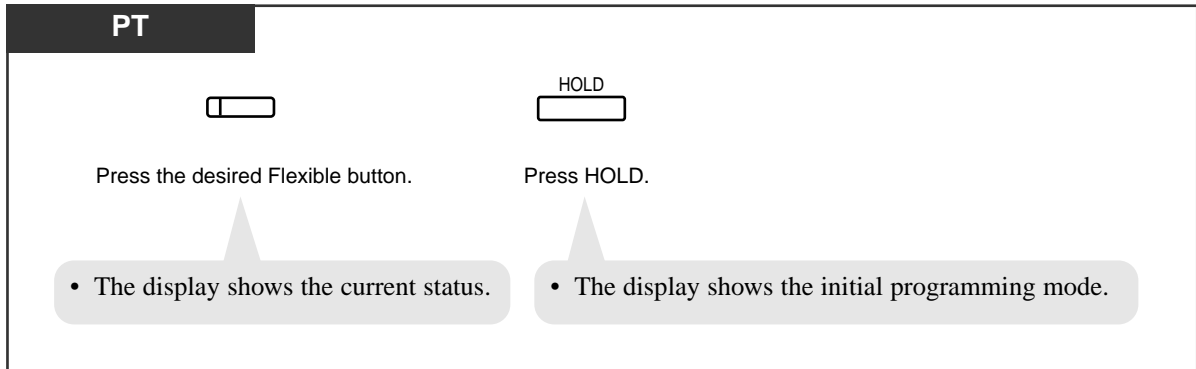 PT
HOLD
Press the desired Flexible button.
Press HOLD.
• The display shows the current status.
• The display shows the initial programming mode.